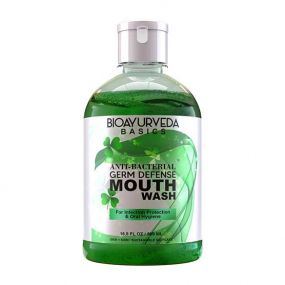 BIOAYURVEDA
BASICS
ANTI-BACTERIAL
GERM DEFENSE
MOUTH
WASH
For Infection Protection
& Oral Hygiene